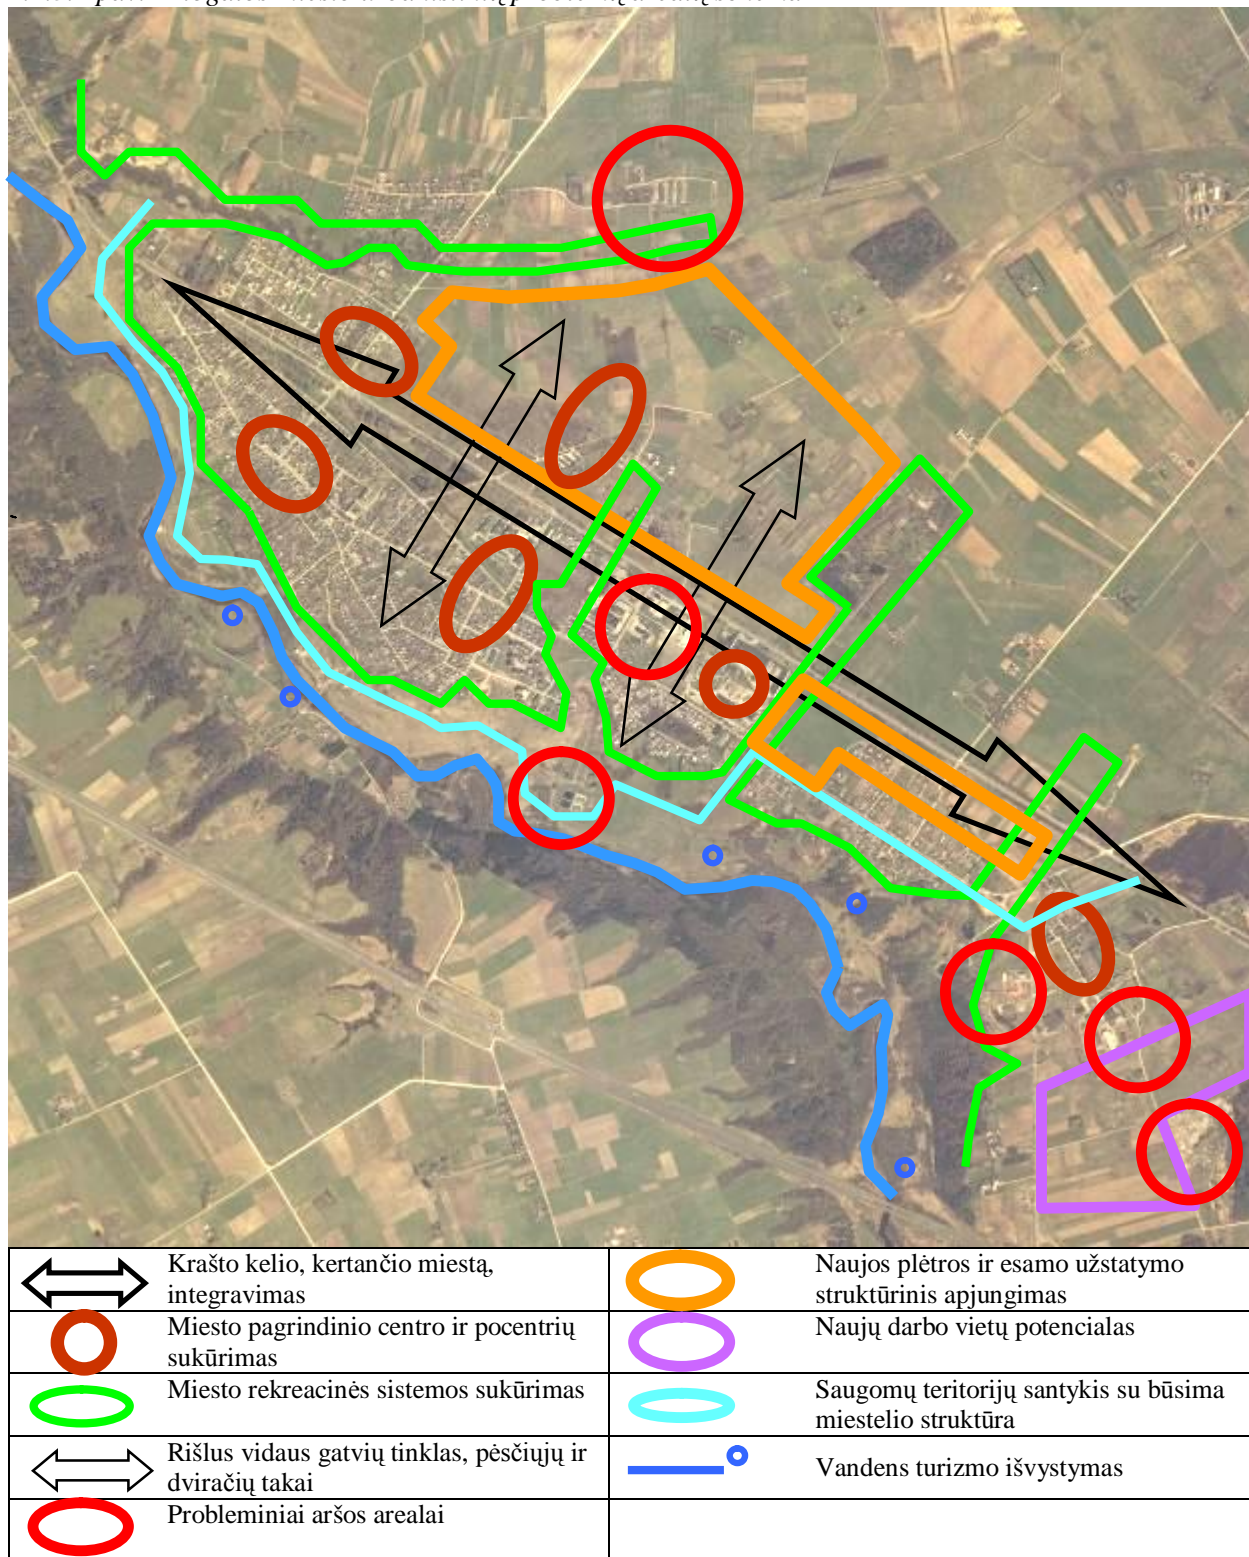 Krašto kelio, kertančio miestą,
integravimas
Naujos plėtros ir esamo užstatymo
struktūrinis apjungimas
Miesto pagrindinio centro ir pocentrių
sukūrimas
Naujų darbo vietų potencialas
Miesto rekreacinės sistemos sukūrimas
Saugomų teritorijų santykis su būsima
miestelio struktūra
Rišlus vidaus gatvių tinklas, pėsčiųjų ir
dviračių takai
Vandens turizmo išvystymas
Probleminiai aršos arealai